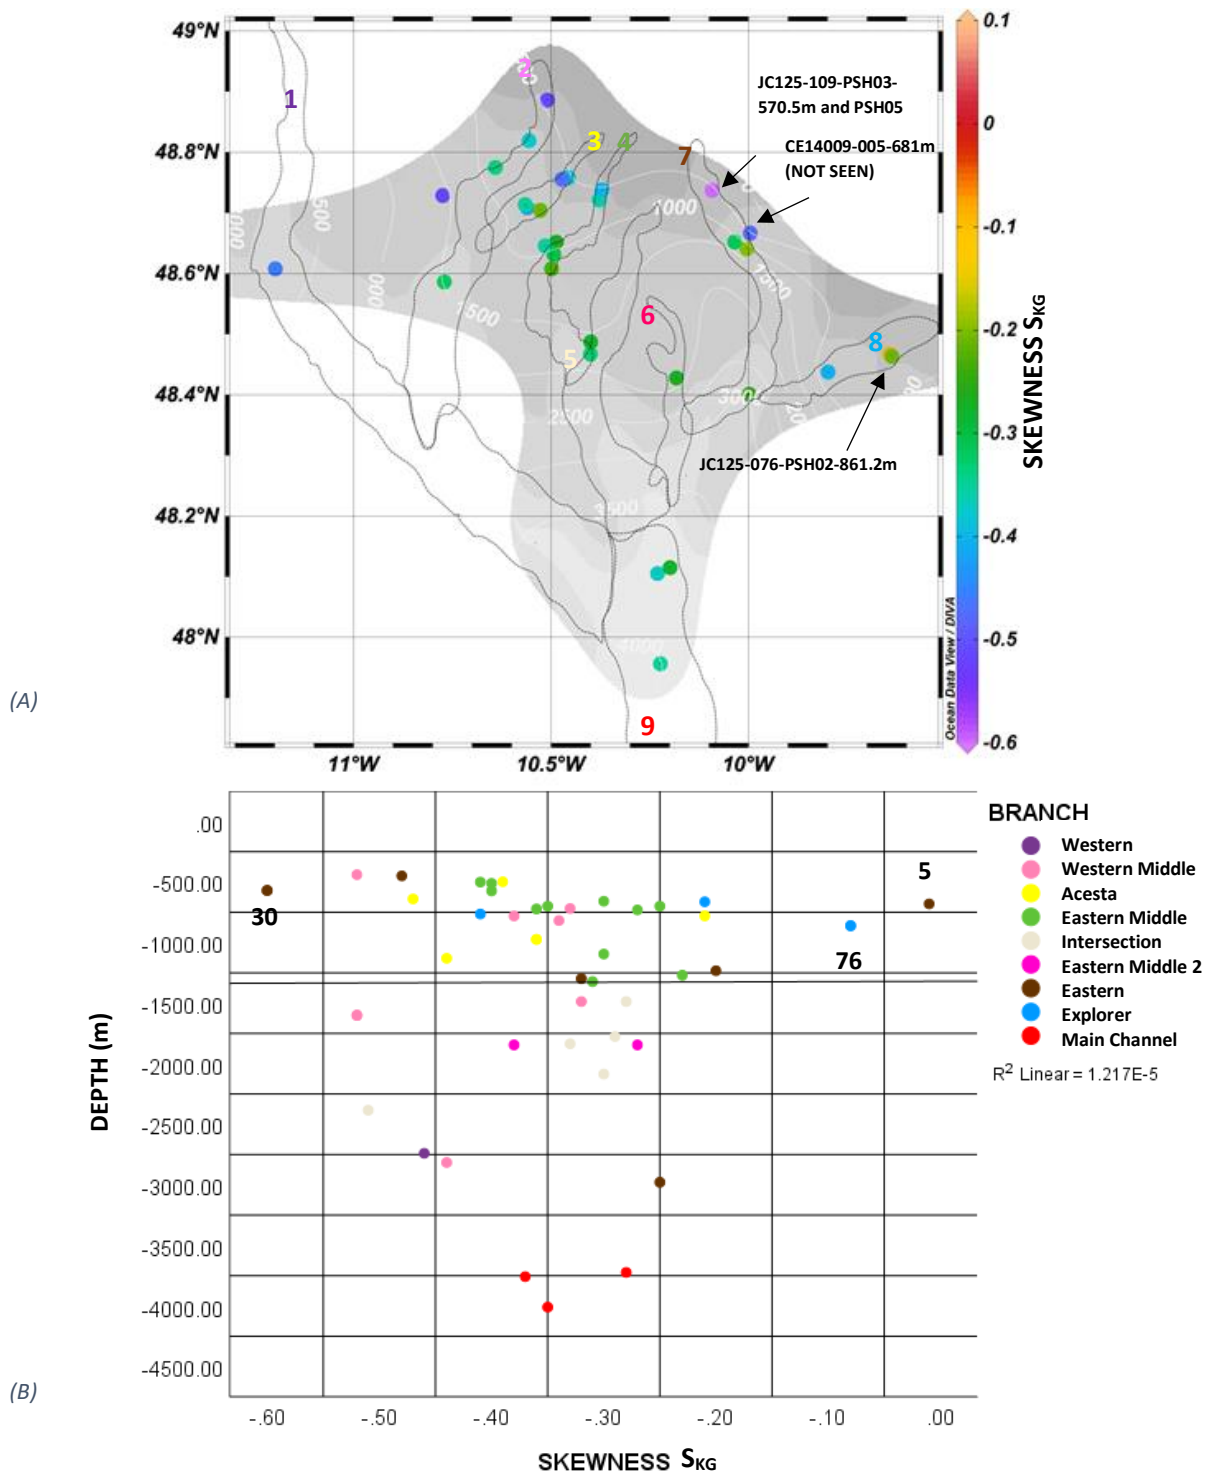 49°N
48.8°N
48.6°N
48.4°N
48.2°N
48°N
11°W
10.5°W
10°W
1
2
3
4
5
6
7
8
9
500
1000
1500
1500
2500
3500
4000
JC125-109-PSH03-
570.5m and PSH05
CE14009-005-681m
(NOT SEEN)
JC125-076-PSH02-861.2m
0.1
0
-0.1
-0.2
-0.3
-0.4
-0.5
-0.6
SKEWNESS SKG
Ocean Data View / DIVA
(A)
.00
-500.00
-1000.00
-1500.00
-2000.00
-2500.00
-3000.00
-3500.00
-4000.00
-4500.00
DEPTH (m)
30
5
76
-.60
-.50
-.40
-.30
-.20
-.10
.00
SKEWNESS SKG
BRANCH
Western
Western Middle
Acesta
Eastern Middle
Intersection
Eastern Middle 2
Eastern
Explorer
Main Channel
R2 Linear = 1.217E-5
(B)